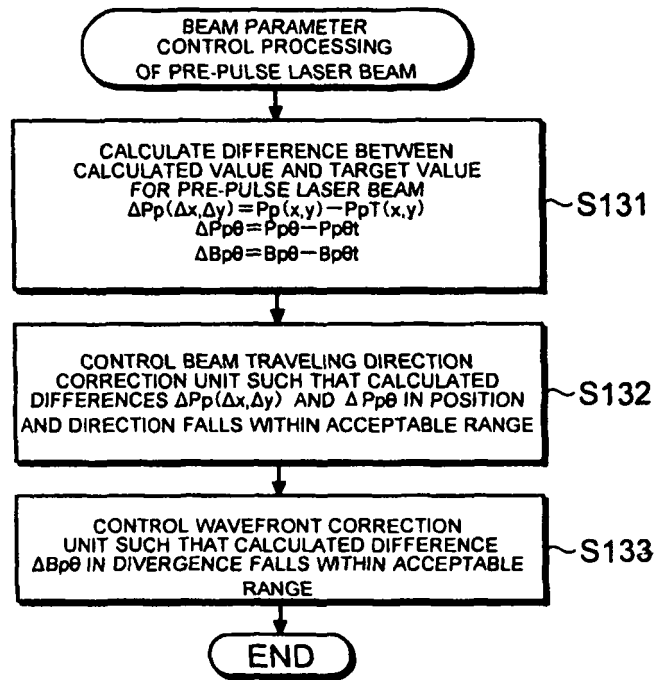 BEAM PARAMETER
CONTROL PROCESSING
OF PRE-PULSE LASER BEAM
CALCULATE DIFFERENCE BETWEEN
CALCULATED VALUE AND TARGET VALUE
FOR PRE-PULSE LASER BEAM
ΔPp(Δx,Δy)=Pp(x,y)-PpT(x,y)
ΔPpθ=Ppθ-Ppθt
ΔBpθ=Bpθ-Bpθt
S131
CONTROL BEAM TRAVELING DIRECTION
CORRECTION UNIT SUCH THAT CALCULATED
DIFFERENCES ΔPp(Δx,Δy) AND ΔPpθ IN POSITION
AND DIRECTION FALLS WITHIN ACCEPTABLE RANGE
S132
CONTROL WAVEFRONT CORRECTION
UNIT SUCH THAT CALCULATED DIFFERENCE
ΔBpθ IN DIVERGENCE FALLS WITHIN ACCEPTABLE
RANGE
S133
END